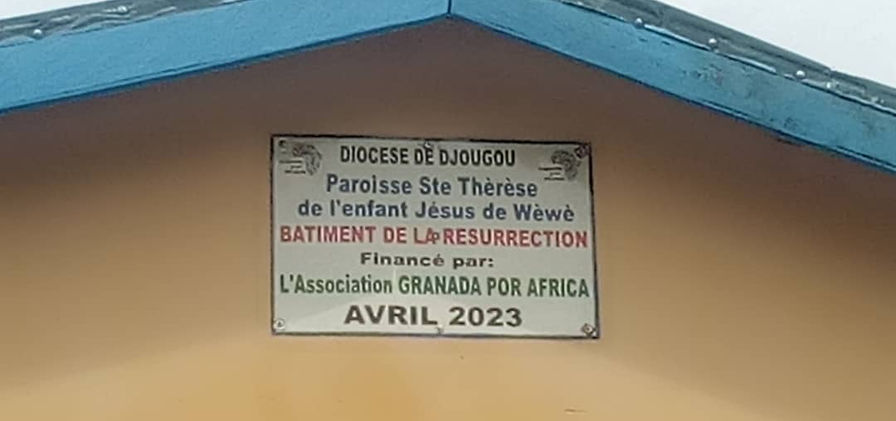 DIOCESE DE DJOUGOU
Paroisse Ste Thèrèse
de l'enfant Jésus de Wèwè
BATIMENT DE LA RESURRECTION
Financé par:
L'Association GRANADA POR AFRICA
AVRIL 2023